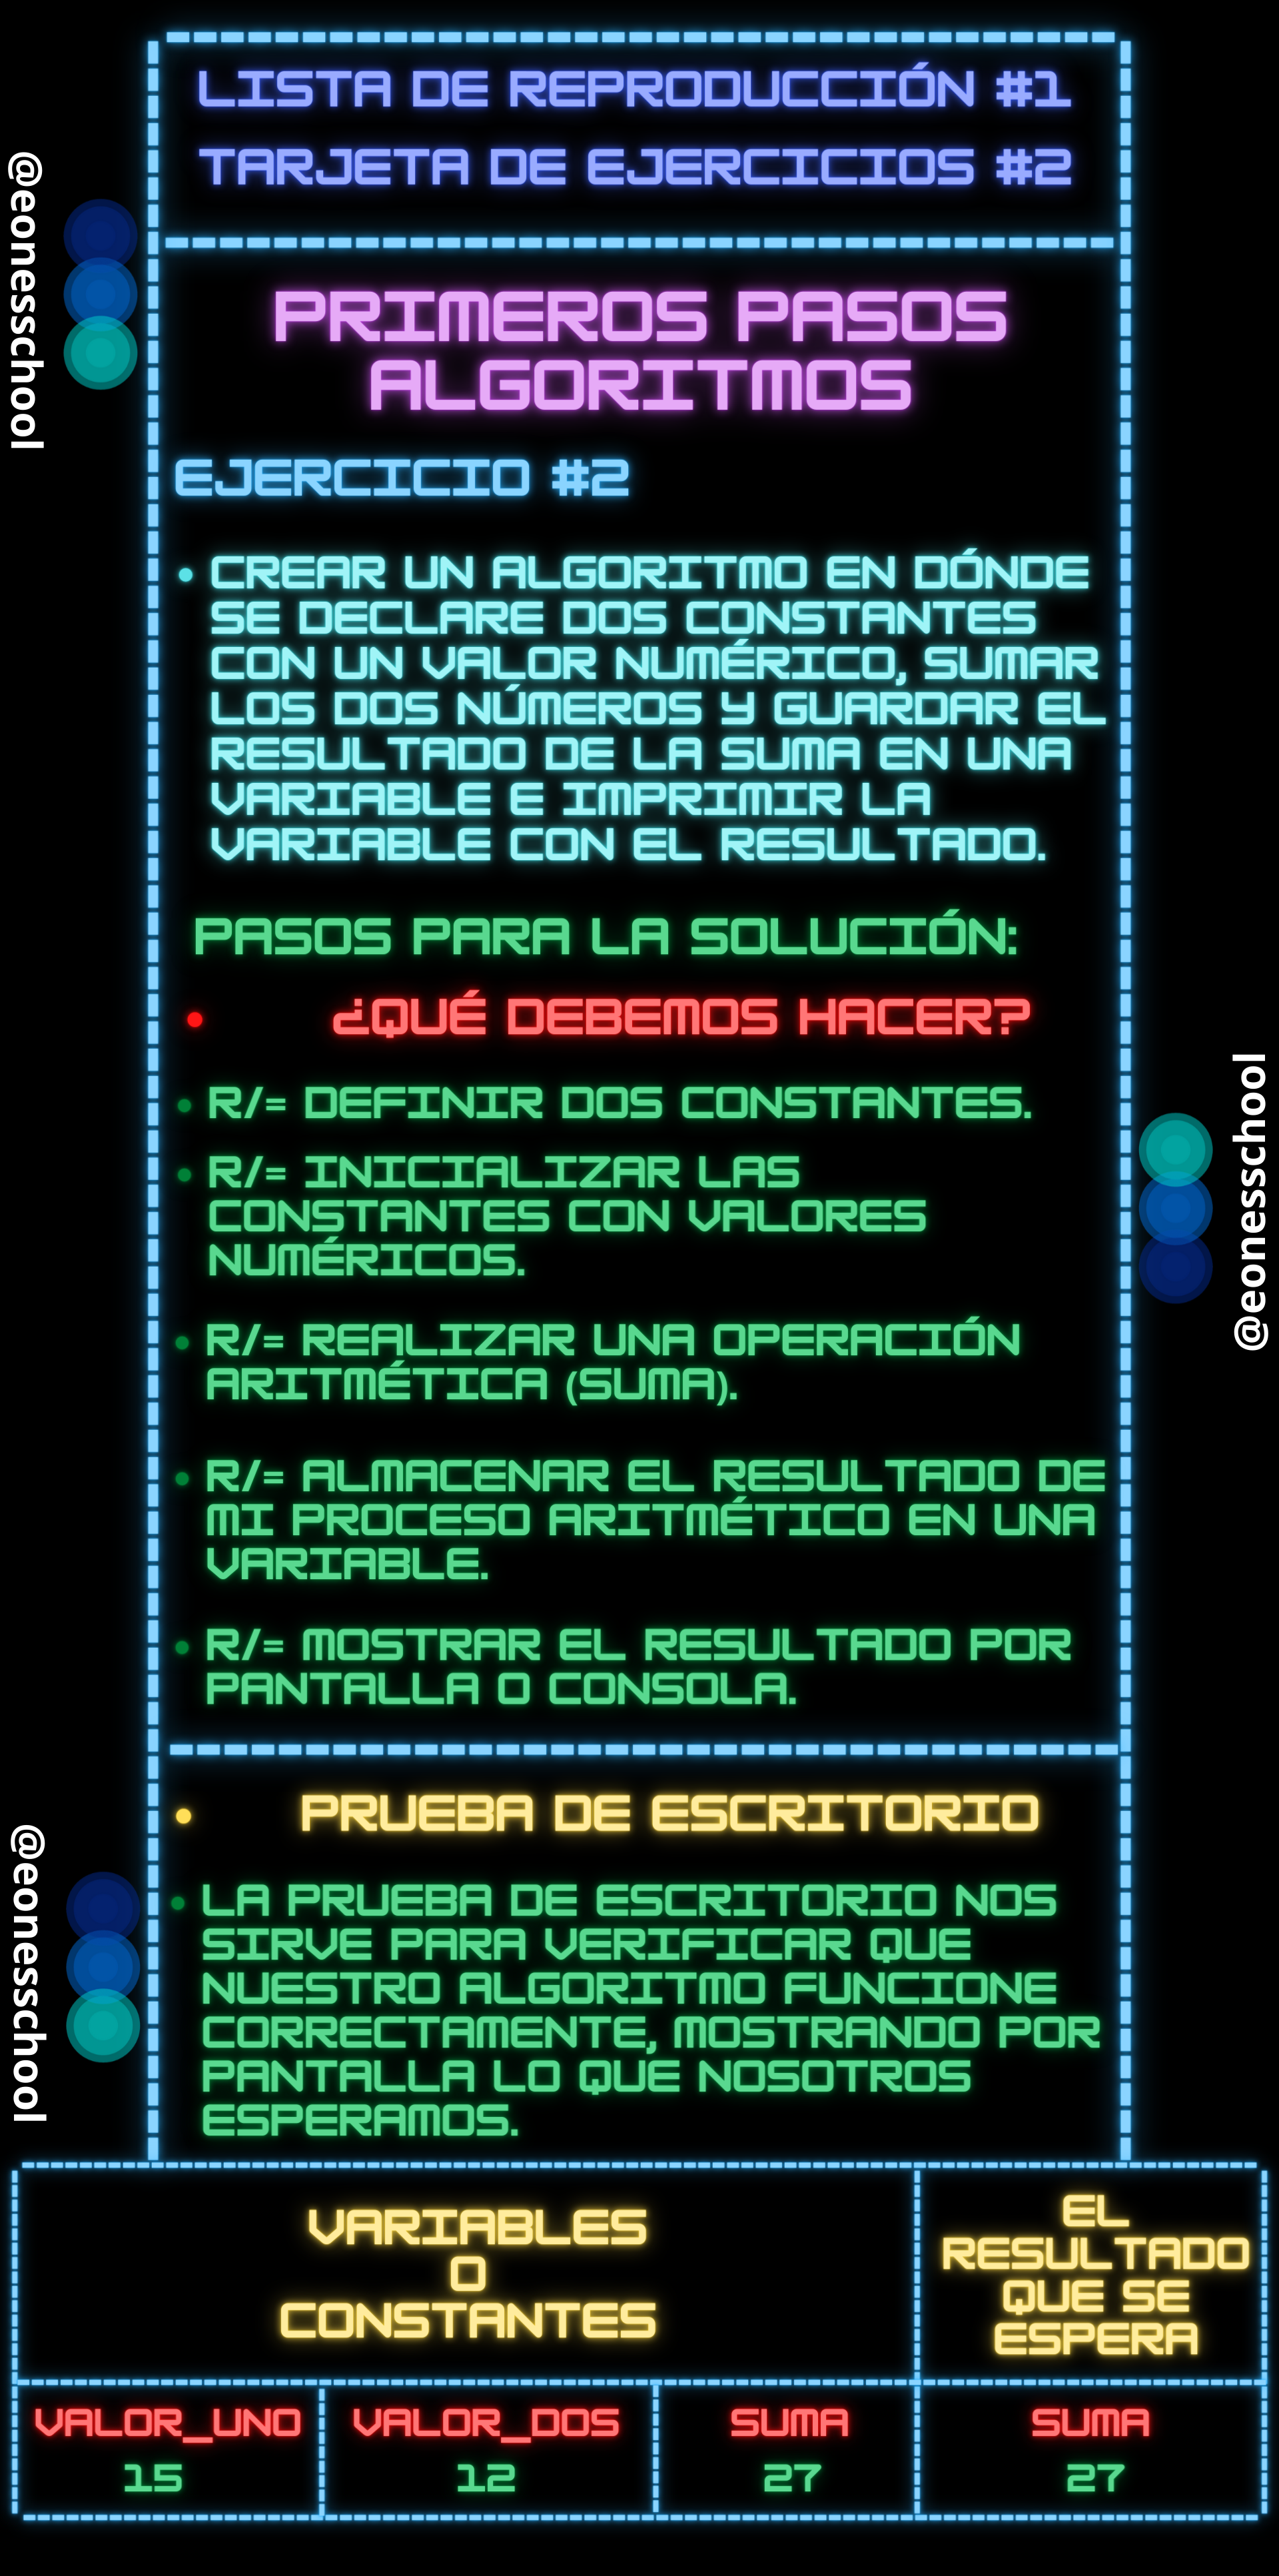 LISTA DE REPRODUCCIÓN #1
TARJETA DE EJERCICIOS #2
@eonesschool
PRIMEROS PASOS
ALGORITMOS
EJERCICIO #2
• CREAR UN ALGORITMO EN DÓNDE
SE DECLARE DOS CONSTANTES
CON UN VALOR NUMÉRICO, SUMAR
LOS DOS NÚMEROS Y GUARDAR EL
RESULTADO DE LA SUMA EN UNA
VARIABLE E IMPRIMIR LA
VARIABLE CON EL RESULTADO.
PASOS PARA LA SOLUCIÓN:
• ¿QUÉ DEBEMOS HACER?
• R/= DEFINIR DOS CONSTANTES.
• R/= INICIALIZAR LAS
CONSTANTES CON VALORES
NUMÉRICOS.
@eonesschool
• R/= REALIZAR UNA OPERACIÓN
ARITMÉTICA (SUMA).
• R/= ALMACENAR EL RESULTADO DE
MI PROCESO ARITMÉTICO EN UNA
VARIABLE.
• R/= MOSTRAR EL RESULTADO POR
PANTALLA O CONSOLA.
• PRUEBA DE ESCRITORIO
@eonesschool
• LA PRUEBA DE ESCRITORIO NOS
SIRVE PARA VERIFICAR QUE
NUESTRO ALGORITMO FUNCIONE
CORRECTAMENTE, MOSTRANDO POR
PANTALLA LO QUE NOSOTROS
ESPERAMOS.
VARIABLES
O
CONSTANTES
EL
RESULTADO
QUE SE
ESPERA
VALOR_UNO VALOR_DOS SUMA SUMA
15 12 27 27